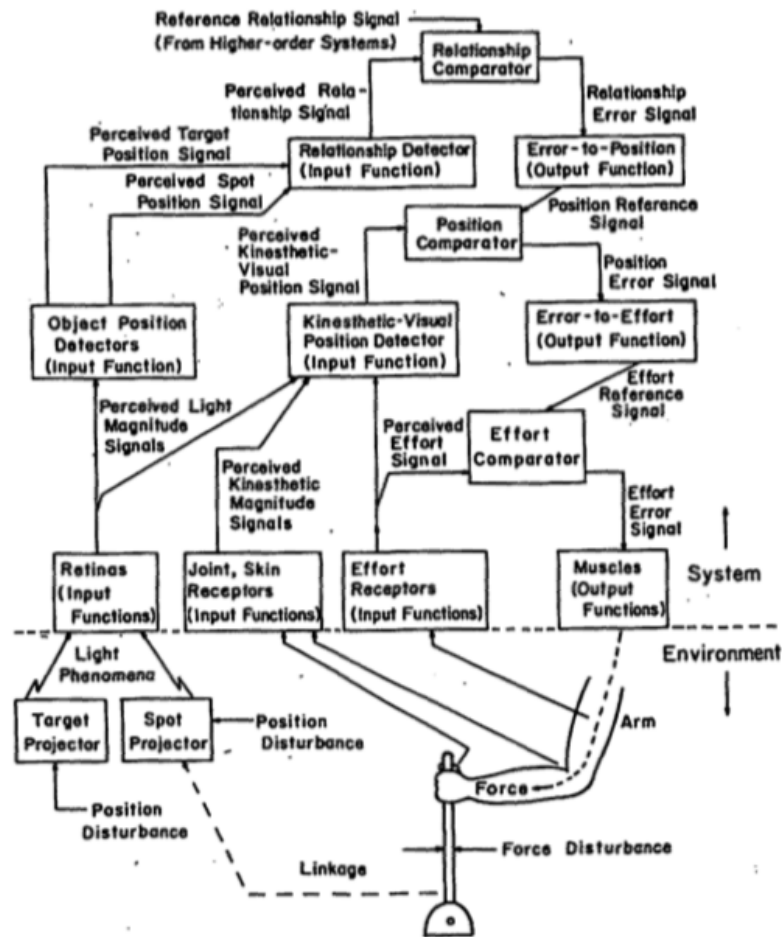 Reference Relationship Signal
(From Higher-order Systems)
Relationship
Comparator
Perceived Rela-
tionship Signal
Relationship
Error Signal
Perceived Target
Position Signal
Relationship Detector
(Input Function)
Error-to-Position
(Output Function)
Perceived Spot
Position Signal
Position Reference
Signal
Perceived
Kinesthetic-
Visual
Position Signal
Position
Comparator
Position
Error Signal
Object Position
Detectors
(Input Function)
Kinesthetic-Visual
Position Detector
(Input Function)
Error-to-Effort
(Output Function)
Effort
Reference
Signal
Perceived Light
Magnitude
Signals
Perceived
Effort
Signal
Effort
Comparator
Perceived
Kinesthetic
Magnitude
Signals
Effort
Error
Signal
Retinas
(Input
Functions)
Joint, Skin
Receptors
(Input Functions)
Effort
Receptors
(Input Functions)
Muscles
(Output
Functions)
System
Environment
Light
Phenomena
Target
Projector
Spot
Projector
Position
Disturbance
Arm
Force
Position
Disturbance
Force Disturbance
Linkage